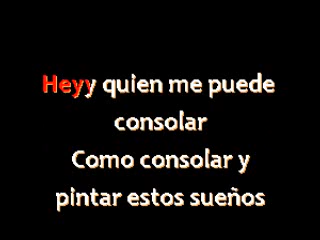 Heyy quien me puede
consolar
Como consolar y
pintar estos sueños